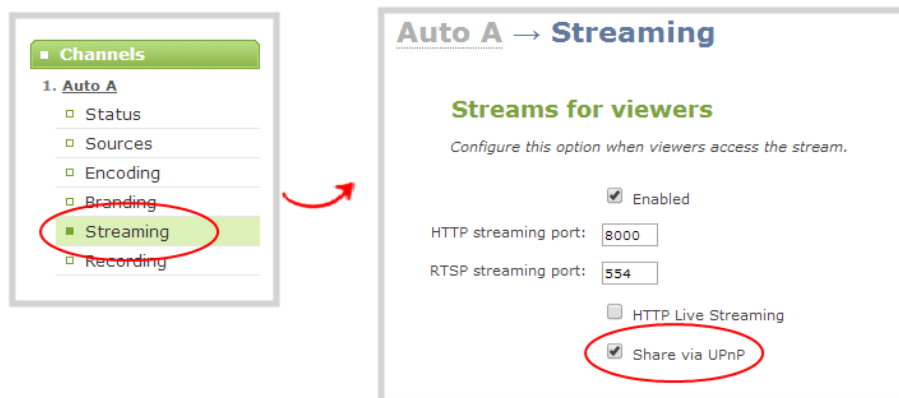 Channels
1. Auto A
Status
Sources
Encoding
Branding
Streaming
Recording
Auto A → Streaming
Streams for viewers
Configure this option when viewers access the stream.
Enabled
HTTP streaming port: 8000
RTSP streaming port: 554
HTTP Live Streaming
Share via UPnP